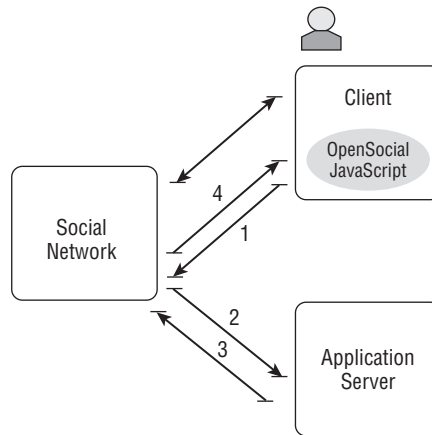 Client
OpenSocial
JavaScript
4
1
Social
Network
2
3
Application
Server